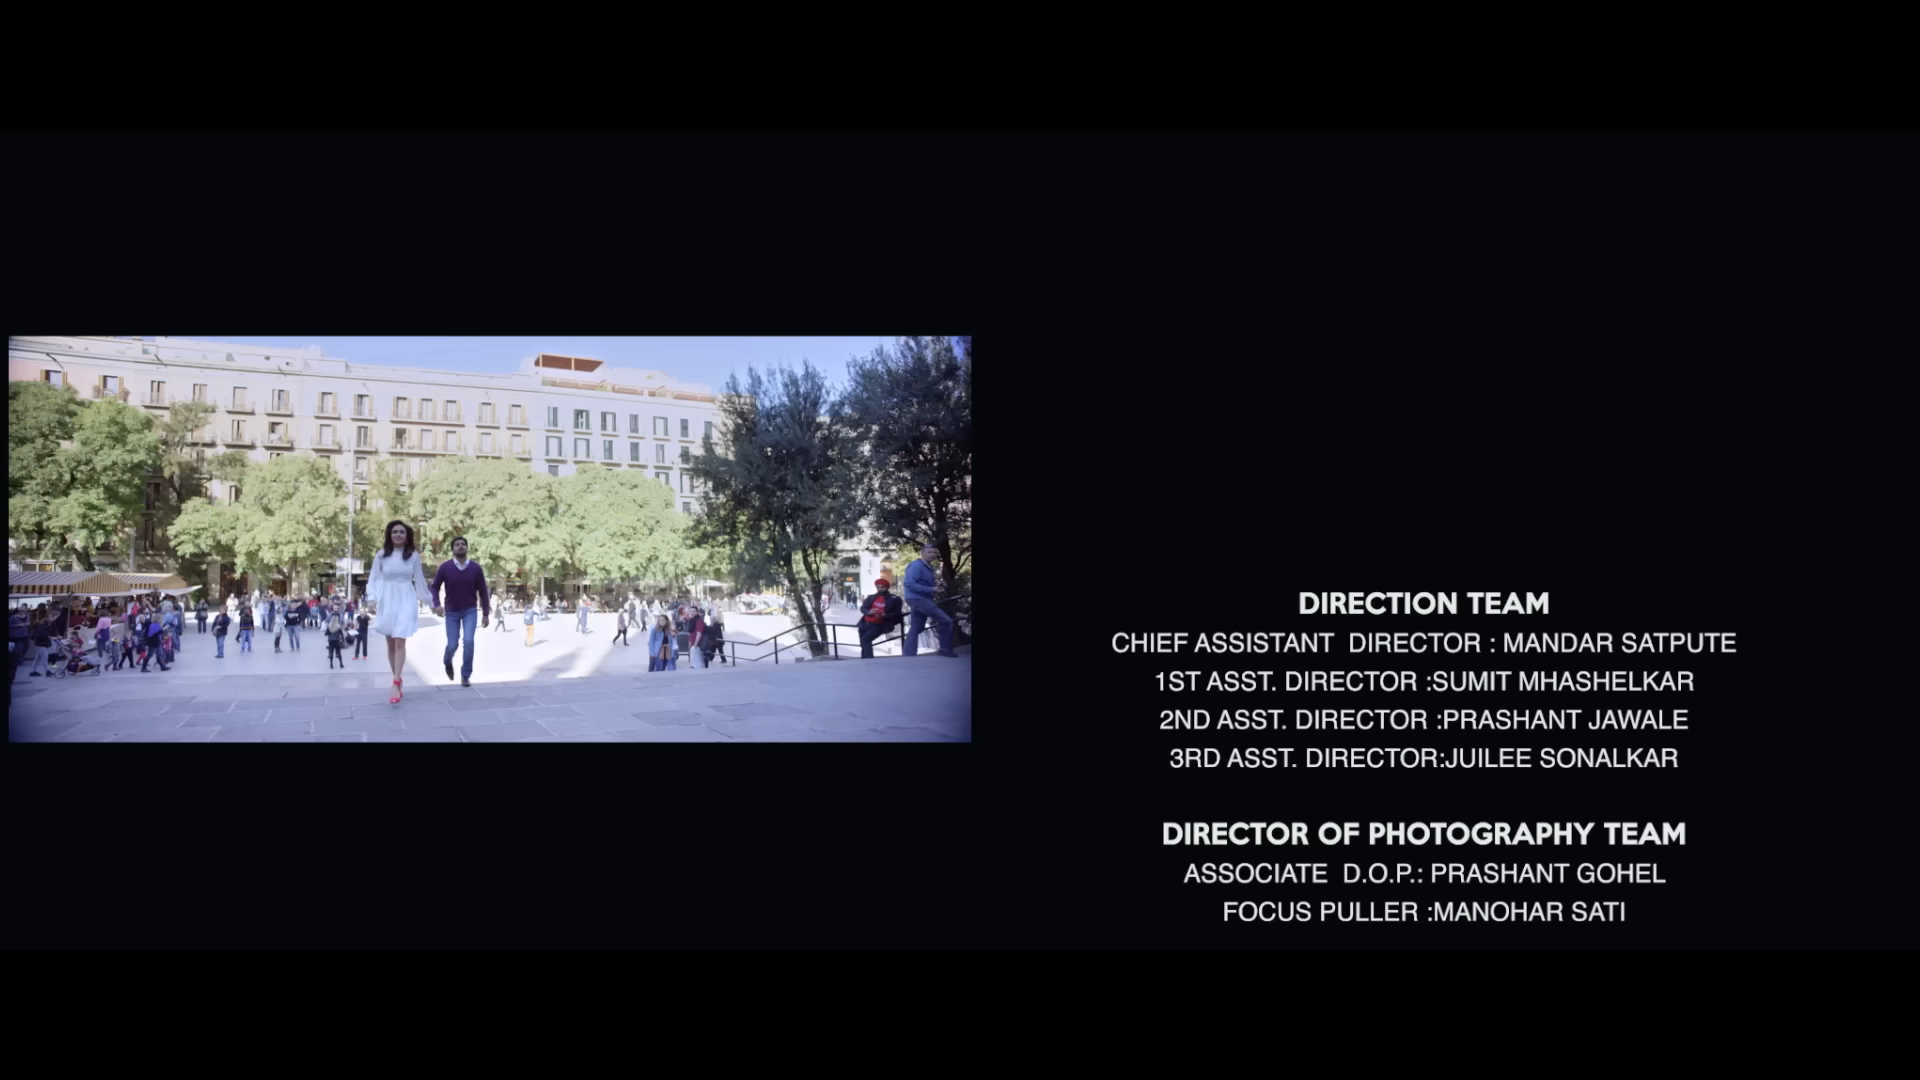 DIRECTION TEAM
CHIEF ASSISTANT DIRECTOR : MANDAR SATPUTE
1ST ASST. DIRECTOR :SUMIT MHASHELKAR
2ND ASST. DIRECTOR :PRASHANT JAWALE
3RD ASST. DIRECTOR:JUILEE SONALKAR
DIRECTOR OF PHOTOGRAPHY TEAM
ASSOCIATE D.O.P.: PRASHANT GOHEL
FOCUS PULLER :MANOHAR SATI